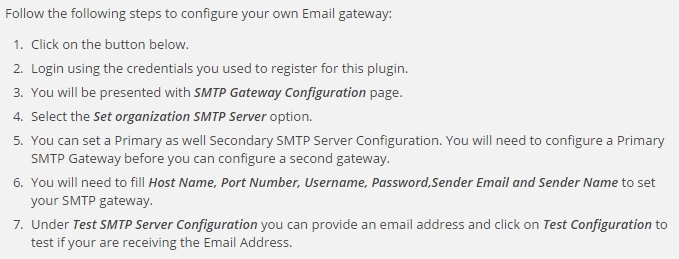 Follow the following steps to configure your own Email gateway:
1. Click on the button below.
2. Login using the credentials you used to register for this plugin.
3. You will be presented with SMTP Gateway Configuration page.
4. Select the Set organization SMTP Server option.
5. You can set a Primary as well Secondary SMTP Server Configuration. You will need to configure a Primary
SMTP Gateway before you can configure a second gateway.
6. You will need to fill Host Name, Port Number, Username, Password,Sender Email and Sender Name to set
your SMTP gateway.
7. Under Test SMTP Server Configuration you can provide an email address and click on Test Configuration to
test if your are receiving the Email Address.